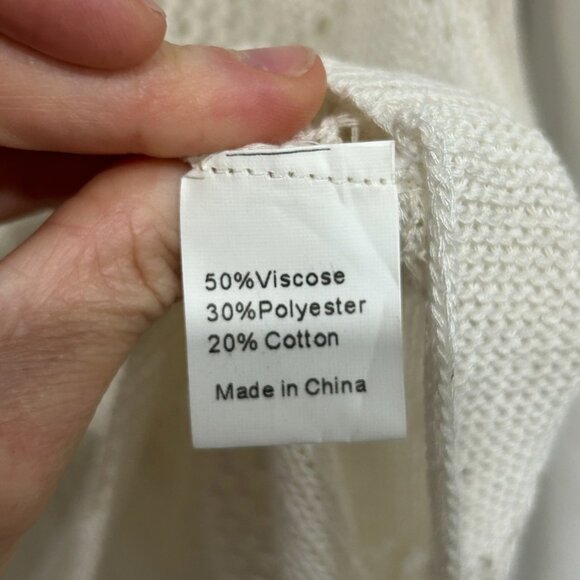 50%Viscose
30%Polyester
20% Cotton
Made in China